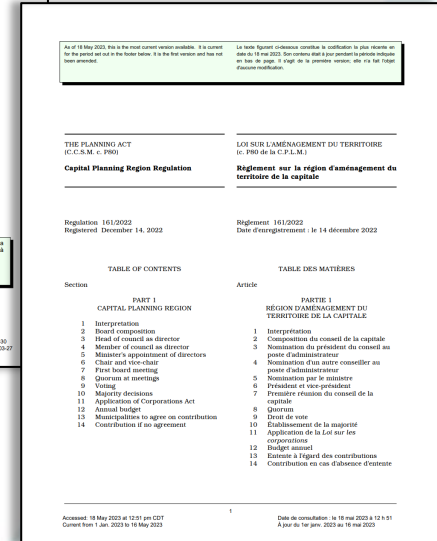 As of 18 May 2023, this is the most current version available. It is current
for the period set out in the footer below. It is the first version and has not
been amended.
Le texte figurant ci-dessous constitue la codification la plus récente en
date du 18 mai 2023. Son contenu était à jour pendant la période indiquée
en bas de page. Il s'agit de la première version; elle n'a fait l'objet
d'aucune modification.
THE PLANNING ACT
(C.C.S.M. c. P80)
Capital Planning Region Regulation
LOI SUR L'AMÉNAGEMENT DU TERRITOIRE
(c. P80 de la C.P.L.M.)
Règlement sur la région d'aménagement du
territoire de la capitale
Regulation 161/2022
Registered December 14, 2022
Règlement 161/2022
Date d'enregistrement : le 14 décembre 2022
TABLE OF CONTENTS
Section
PART 1
CAPITAL PLANNING REGION
1 Interpretation
2 Board composition
3 Head of council as director
4 Member of council as director
5 Minister's appointment of directors
6 Chair and vice-chair
7 First board meeting
8 Quorum at meetings
9 Voting
10 Majority decisions
11 Application of Corporations Act
12 Annual budget
13 Municipalities to agree on contribution
14 Contribution if no agreement
TABLE DES MATIÈRES
Article
PARTIE 1
RÉGION D'AMÉNAGEMENT DU
TERRITOIRE DE LA CAPITALE
1 Interprétation
2 Composition du conseil de la capitale
3 Nomination du président du conseil au
poste d'administrateur
4 Nomination d'un autre conseiller au
poste d'administrateur
5 Nomination par le ministre
6 Président et vice-président
7 Première réunion du conseil de la
capitale
8 Quorum
9 Droit de vote
10 Établissement de la majorité
11 Application de la Loi sur les
corporations
12 Budget annuel
13 Entente à l'égard des contributions
14 Contribution en cas d'absence d'entente
1
Accessed: 18 May 2023 at 12:51 pm CDT
Current from 1 Jan. 2023 to 16 May 2023
Date de consultation : le 18 mai 2023 à 12 h 51
À jour du 1er janv. 2023 au 16 mai 2023